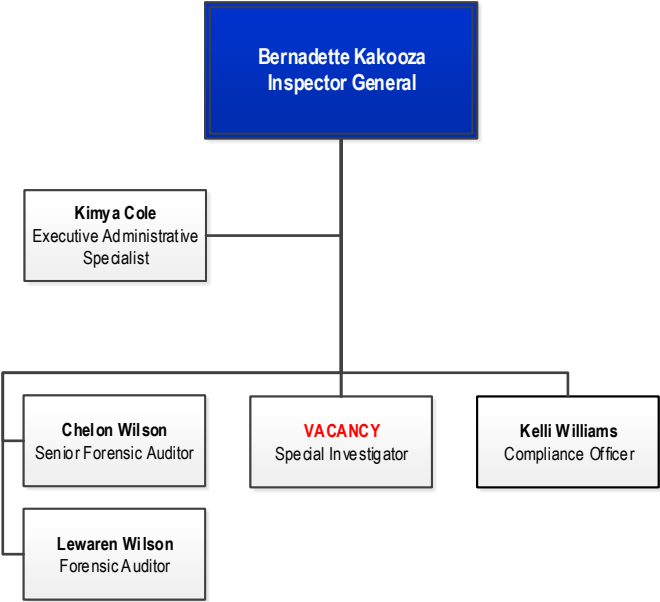 Bernadette Kakooza
Inspector General
Kimya Cole
Executive Administrative
Specialist
Chelon Wilson
Senior Forensic Auditor
VACANCY
Special Investigator
Kelli Williams
Compliance Officer
Lewaren Wilson
Forensic Auditor